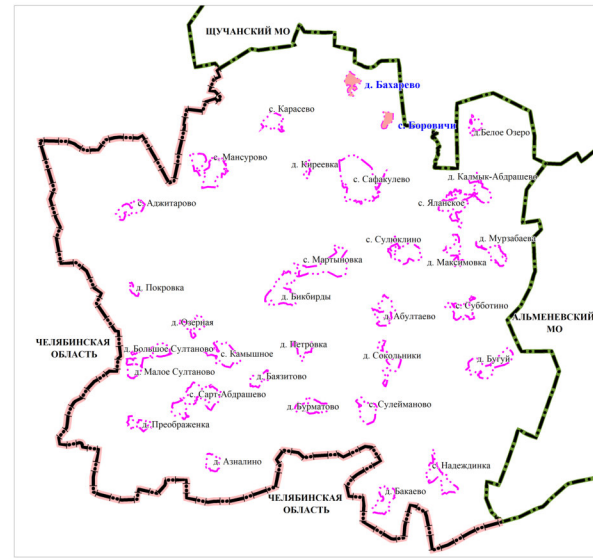 ЩУЧАНСКИЙ МО
д. Бахарево
с. Карасево
с. Боровичи
д.Белое Озеро
с. Мансурово
д. Киреевка
с. Сафакулево
д. Калмык-Абдрашево
с. Аджитарово
с. Яланское
с. Сулюклино
д. Мурзабаева
с. Мартыновка
д. Максимовка
д. Покровка
д. Бикбирды
с. Субботино
д. Абултаево
АЛЬМЕНЕВСКИЙ
МО
д. Озерная
ЧЕЛЯБИНСКАЯ
ОБЛАСТЬ
д. Большое Султаново
с. Камышное
д. Петровка
д. Сокольники
д. Бугуй
д. Малое Султаново
д. Баязитово
с. Сарт-Абдрашево
д. Бурматово
с. Сулейманово
д. Преображенка
д. Азналино
с. Надеждинка
ЧЕЛЯБИНСКАЯ
ОБЛАСТЬ
д. Бакаево